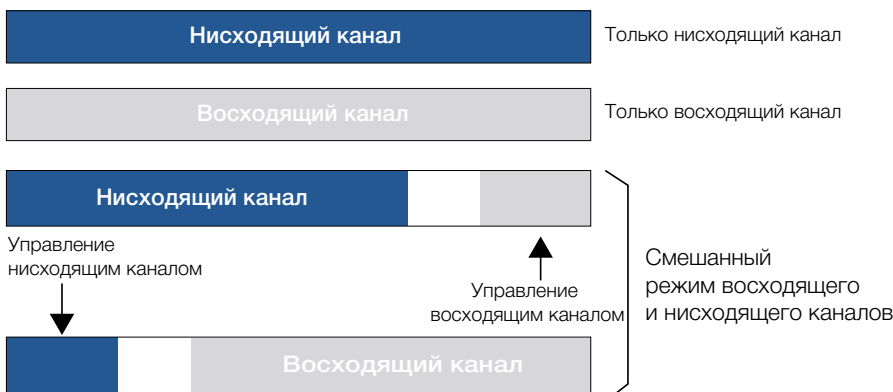 Нисходящий канал
Только нисходящий канал
Восходящий канал
Только восходящий канал
Нисходящий канал
Управление
нисходящим каналом
Управление
восходящим каналом
Смешанный
режим восходящего
и нисходящего каналов
Восходящий канал